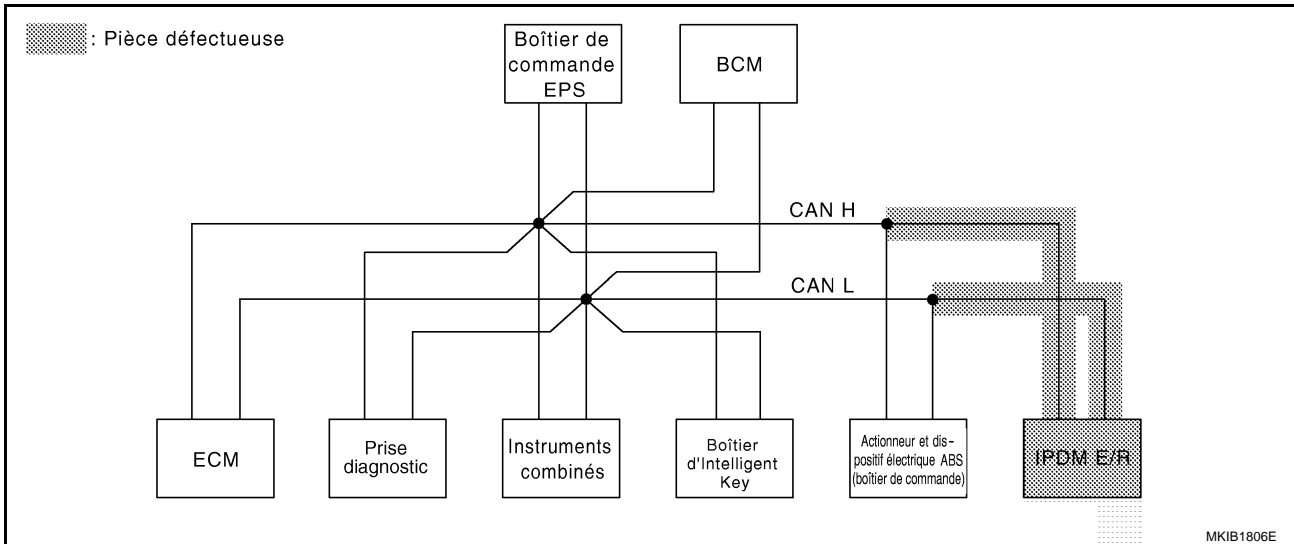 : Pièce défectueuse
Boîtier de
commande
EPS
BCM
CAN H
CAN L
ECM
Prise
diagnostic
Instruments
combinés
Boîtier
d'Intelligent
Key
Actionneur et dis-
positif électrique ABS
(boîtier de commande)
IPDM E/R
MKIB1806E